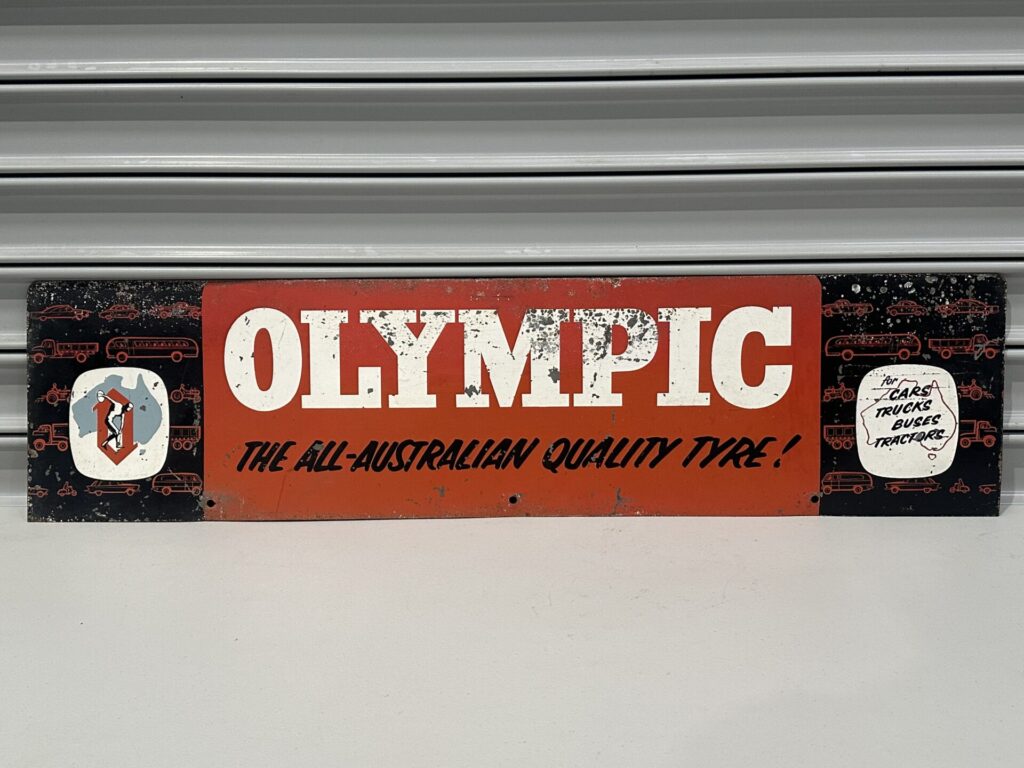 OLYMPIC
THE ALL-AUSTRALIAN QUALITY TYRE!
for
CARS
TRUCKS
BUSES
TRACTORS